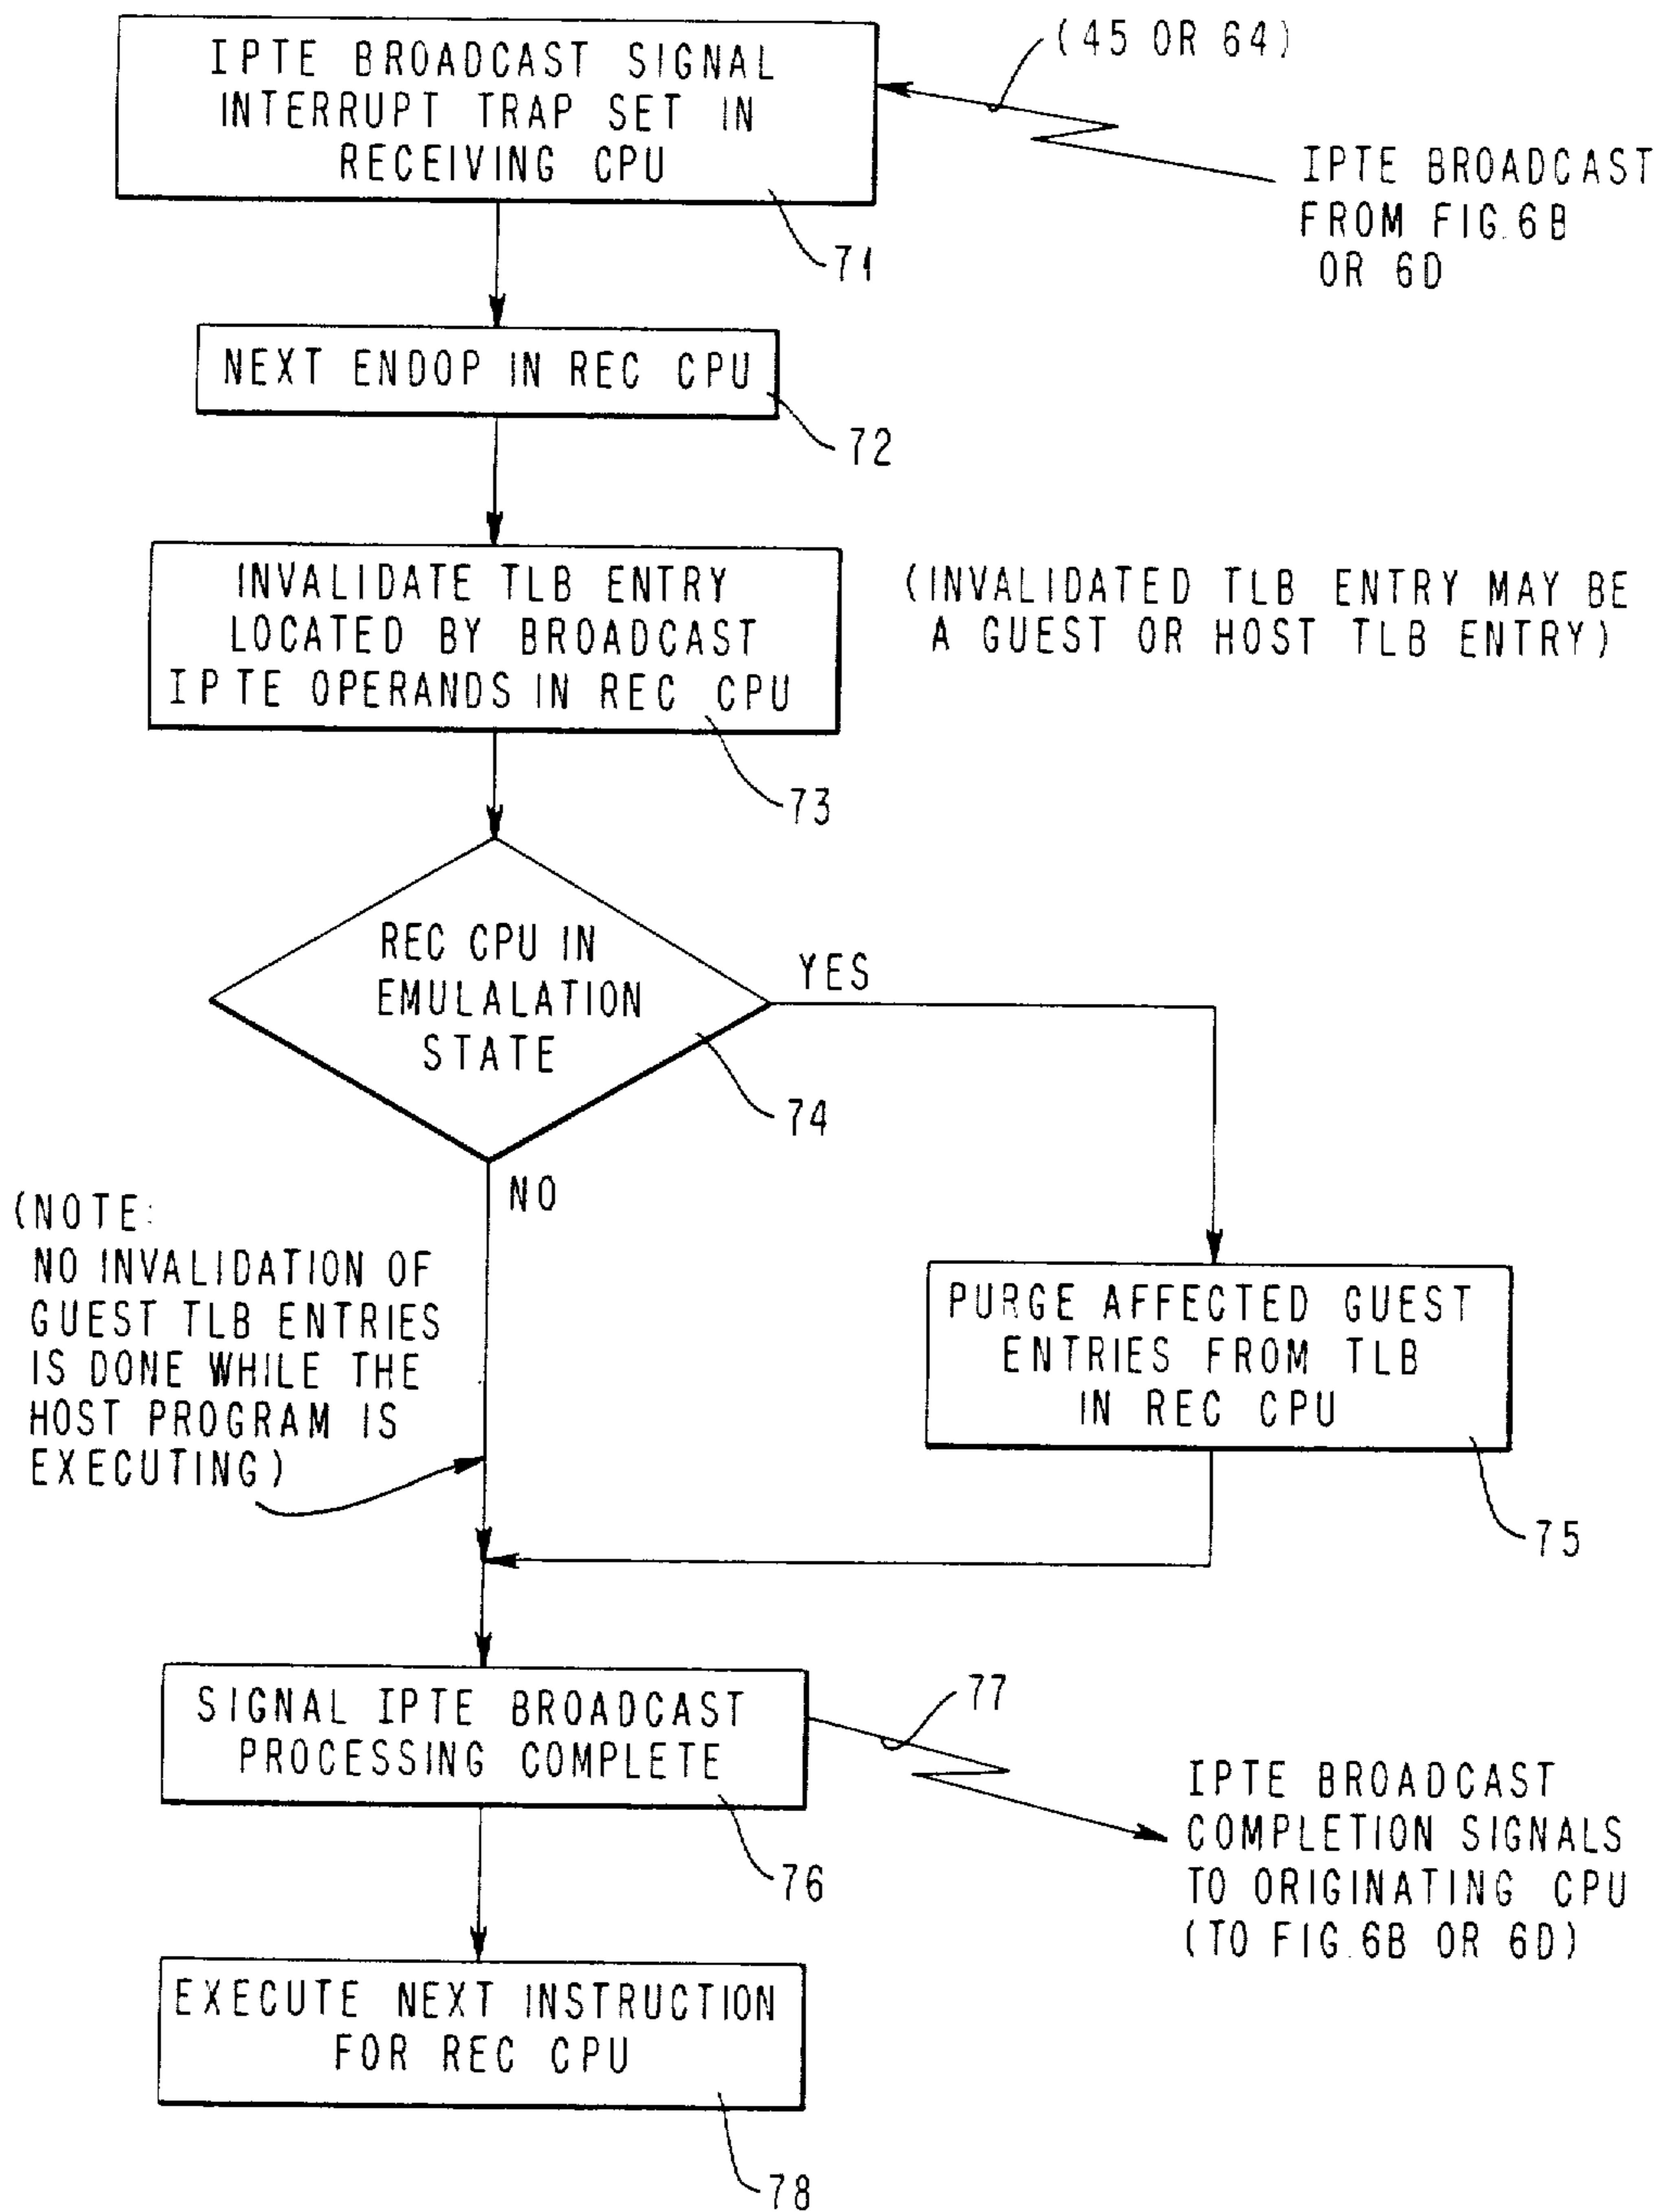 IPTE BROADCAST SIGNAL
INTERRUPT TRAP SET IN
RECEIVING CPU
71
(45 OR 64)
IPTE BROADCAST
FROM FIG. 6B
OR 6D
NEXT ENDOP IN REC CPU
72
INVALIDATE TLB ENTRY
LOCATED BY BROADCAST
IPTE OPERANDS IN REC CPU
73
(INVALIDATED TLB ENTRY MAY BE
A GUEST OR HOST TLB ENTRY)
REC CPU IN
EMULALATION
STATE
74
YES
NO
(NOTE:
NO INVALIDATION OF
GUEST TLB ENTRIES
IS DONE WHILE THE
HOST PROGRAM IS
EXECUTING)
PURGE AFFECTED GUEST
ENTRIES FROM TLB
IN REC CPU
75
SIGNAL IPTE BROADCAST
PROCESSING COMPLETE
76
77
IPTE BROADCAST
COMPLETION SIGNALS
TO ORIGINATING CPU
(TO FIG. 6B OR 6D)
EXECUTE NEXT INSTRUCTION
FOR REC CPU
78